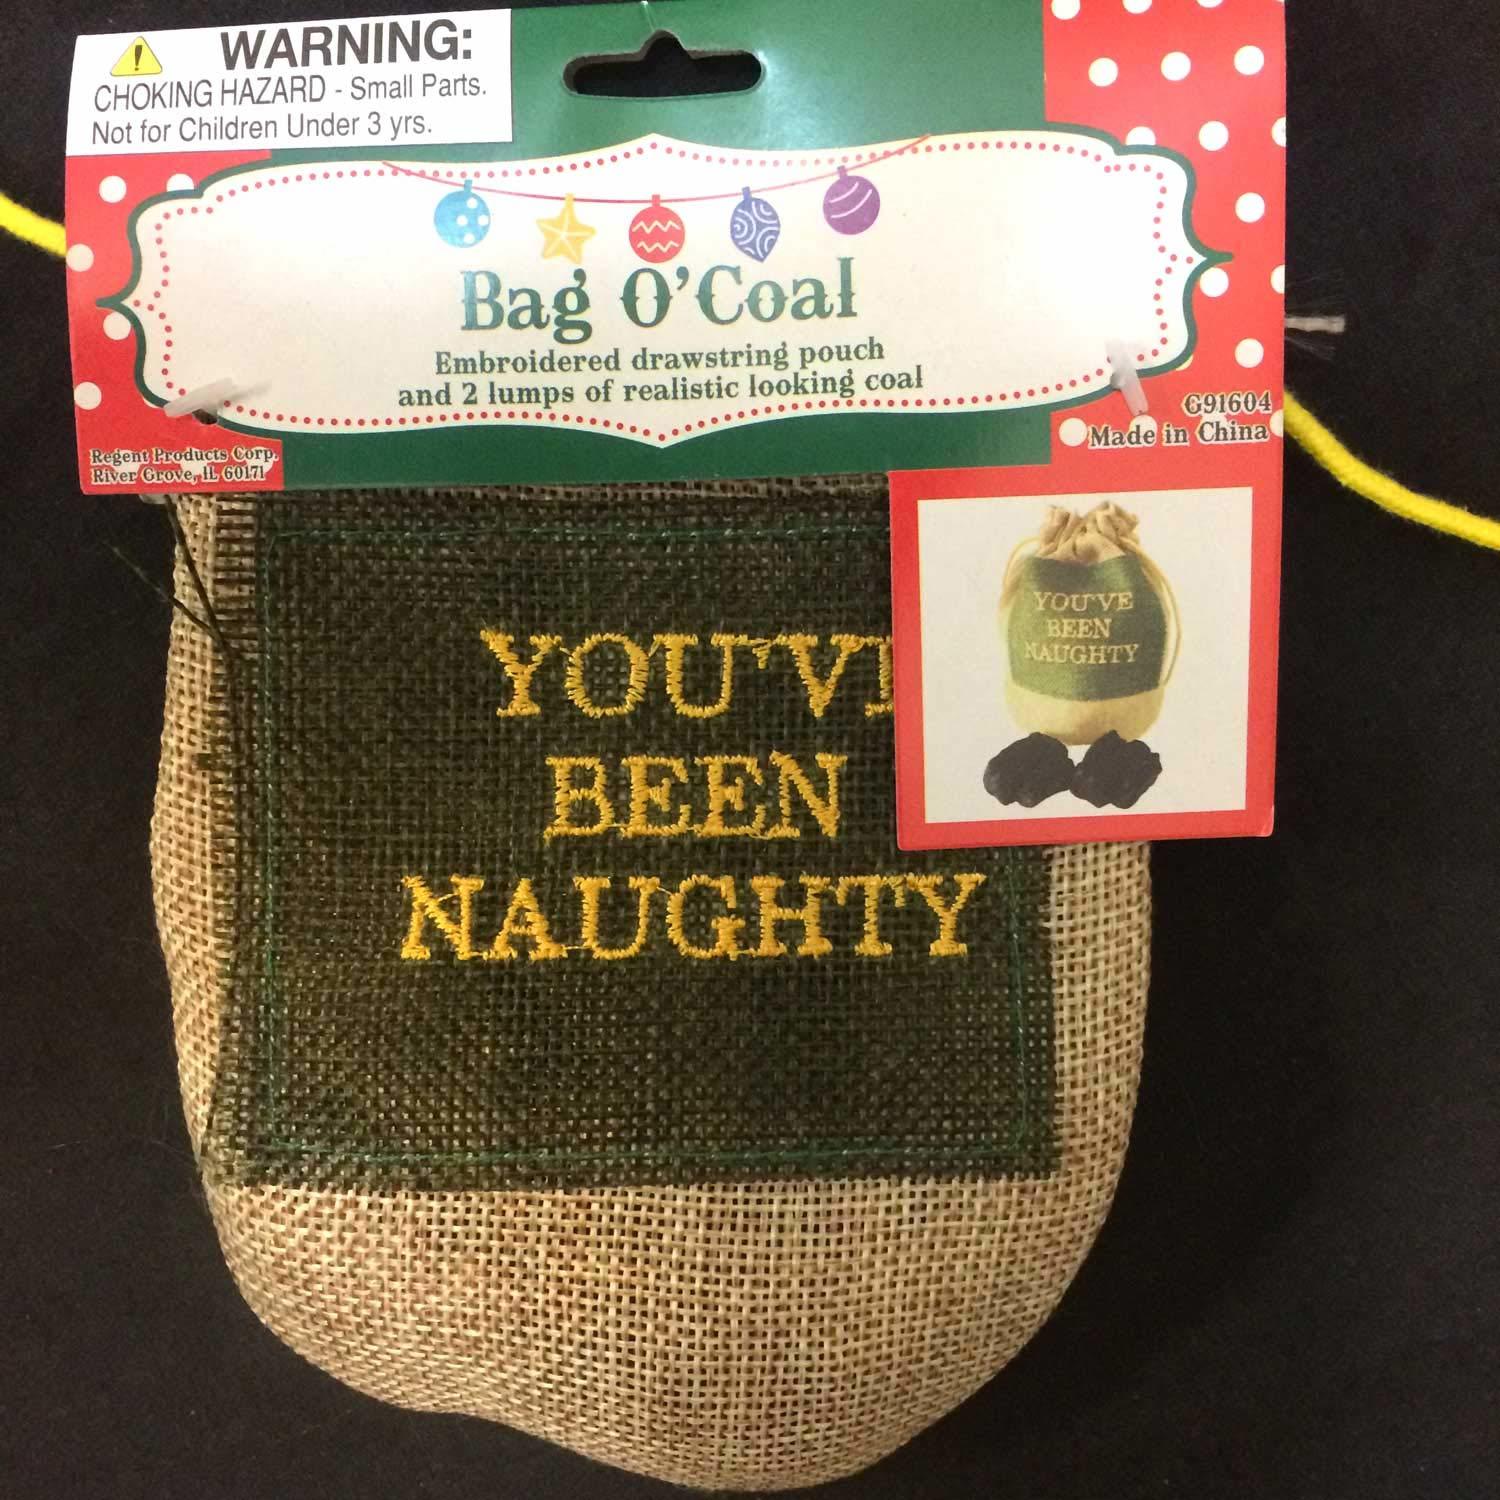 WARNING:
CHOKING HAZARD - Small Parts.
Not for Children Under 3 yrs.
Bag O'Coal
Embroidered drawstring pouch
and 2 lumps of realistic looking coal
G91604
Made in China
Regent Products Corp.
River Grove, IL 60171
YOU'VE
BEEN
NAUGHTY
YOU'VE
BEEN
NAUGHTY